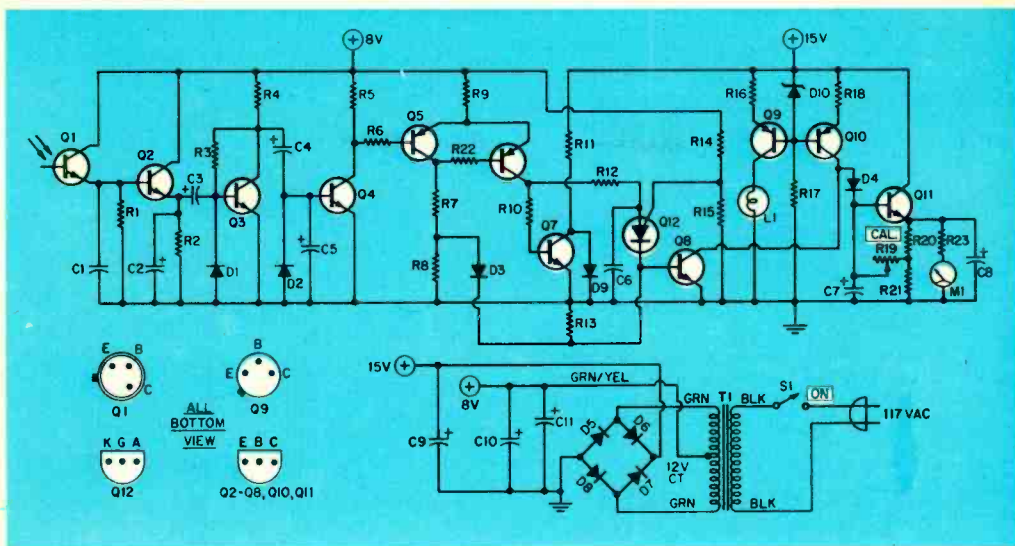 8V
15V
R4
R5
R9
R16
D10
R18
Q1
Q5
Q9
Q10
R6
R11
R14
Q2
R3
C4
R22
R12
D4
Q11
C3
Q3
Q4
CAL.
R20
R23
R1
R7
R10
L1
R17
R19
Q7
Q12
R15
Q8
R2
R8
D3
D9
C6
R21
C8
C1
C2
D1
D2
C5
C7
M1
R13
15V
8V
GRN/YEL
E B C
Q1
B E C
Q9
ALL
BOTTOM
VIEW
K G A
Q12
E B C
Q2-Q8, Q10, Q11
GRN
T1
BLK
S1
ON
C9
C10
C11
D5
D6
D8
D7
12V
CT
117 VAC
GRN
BLK